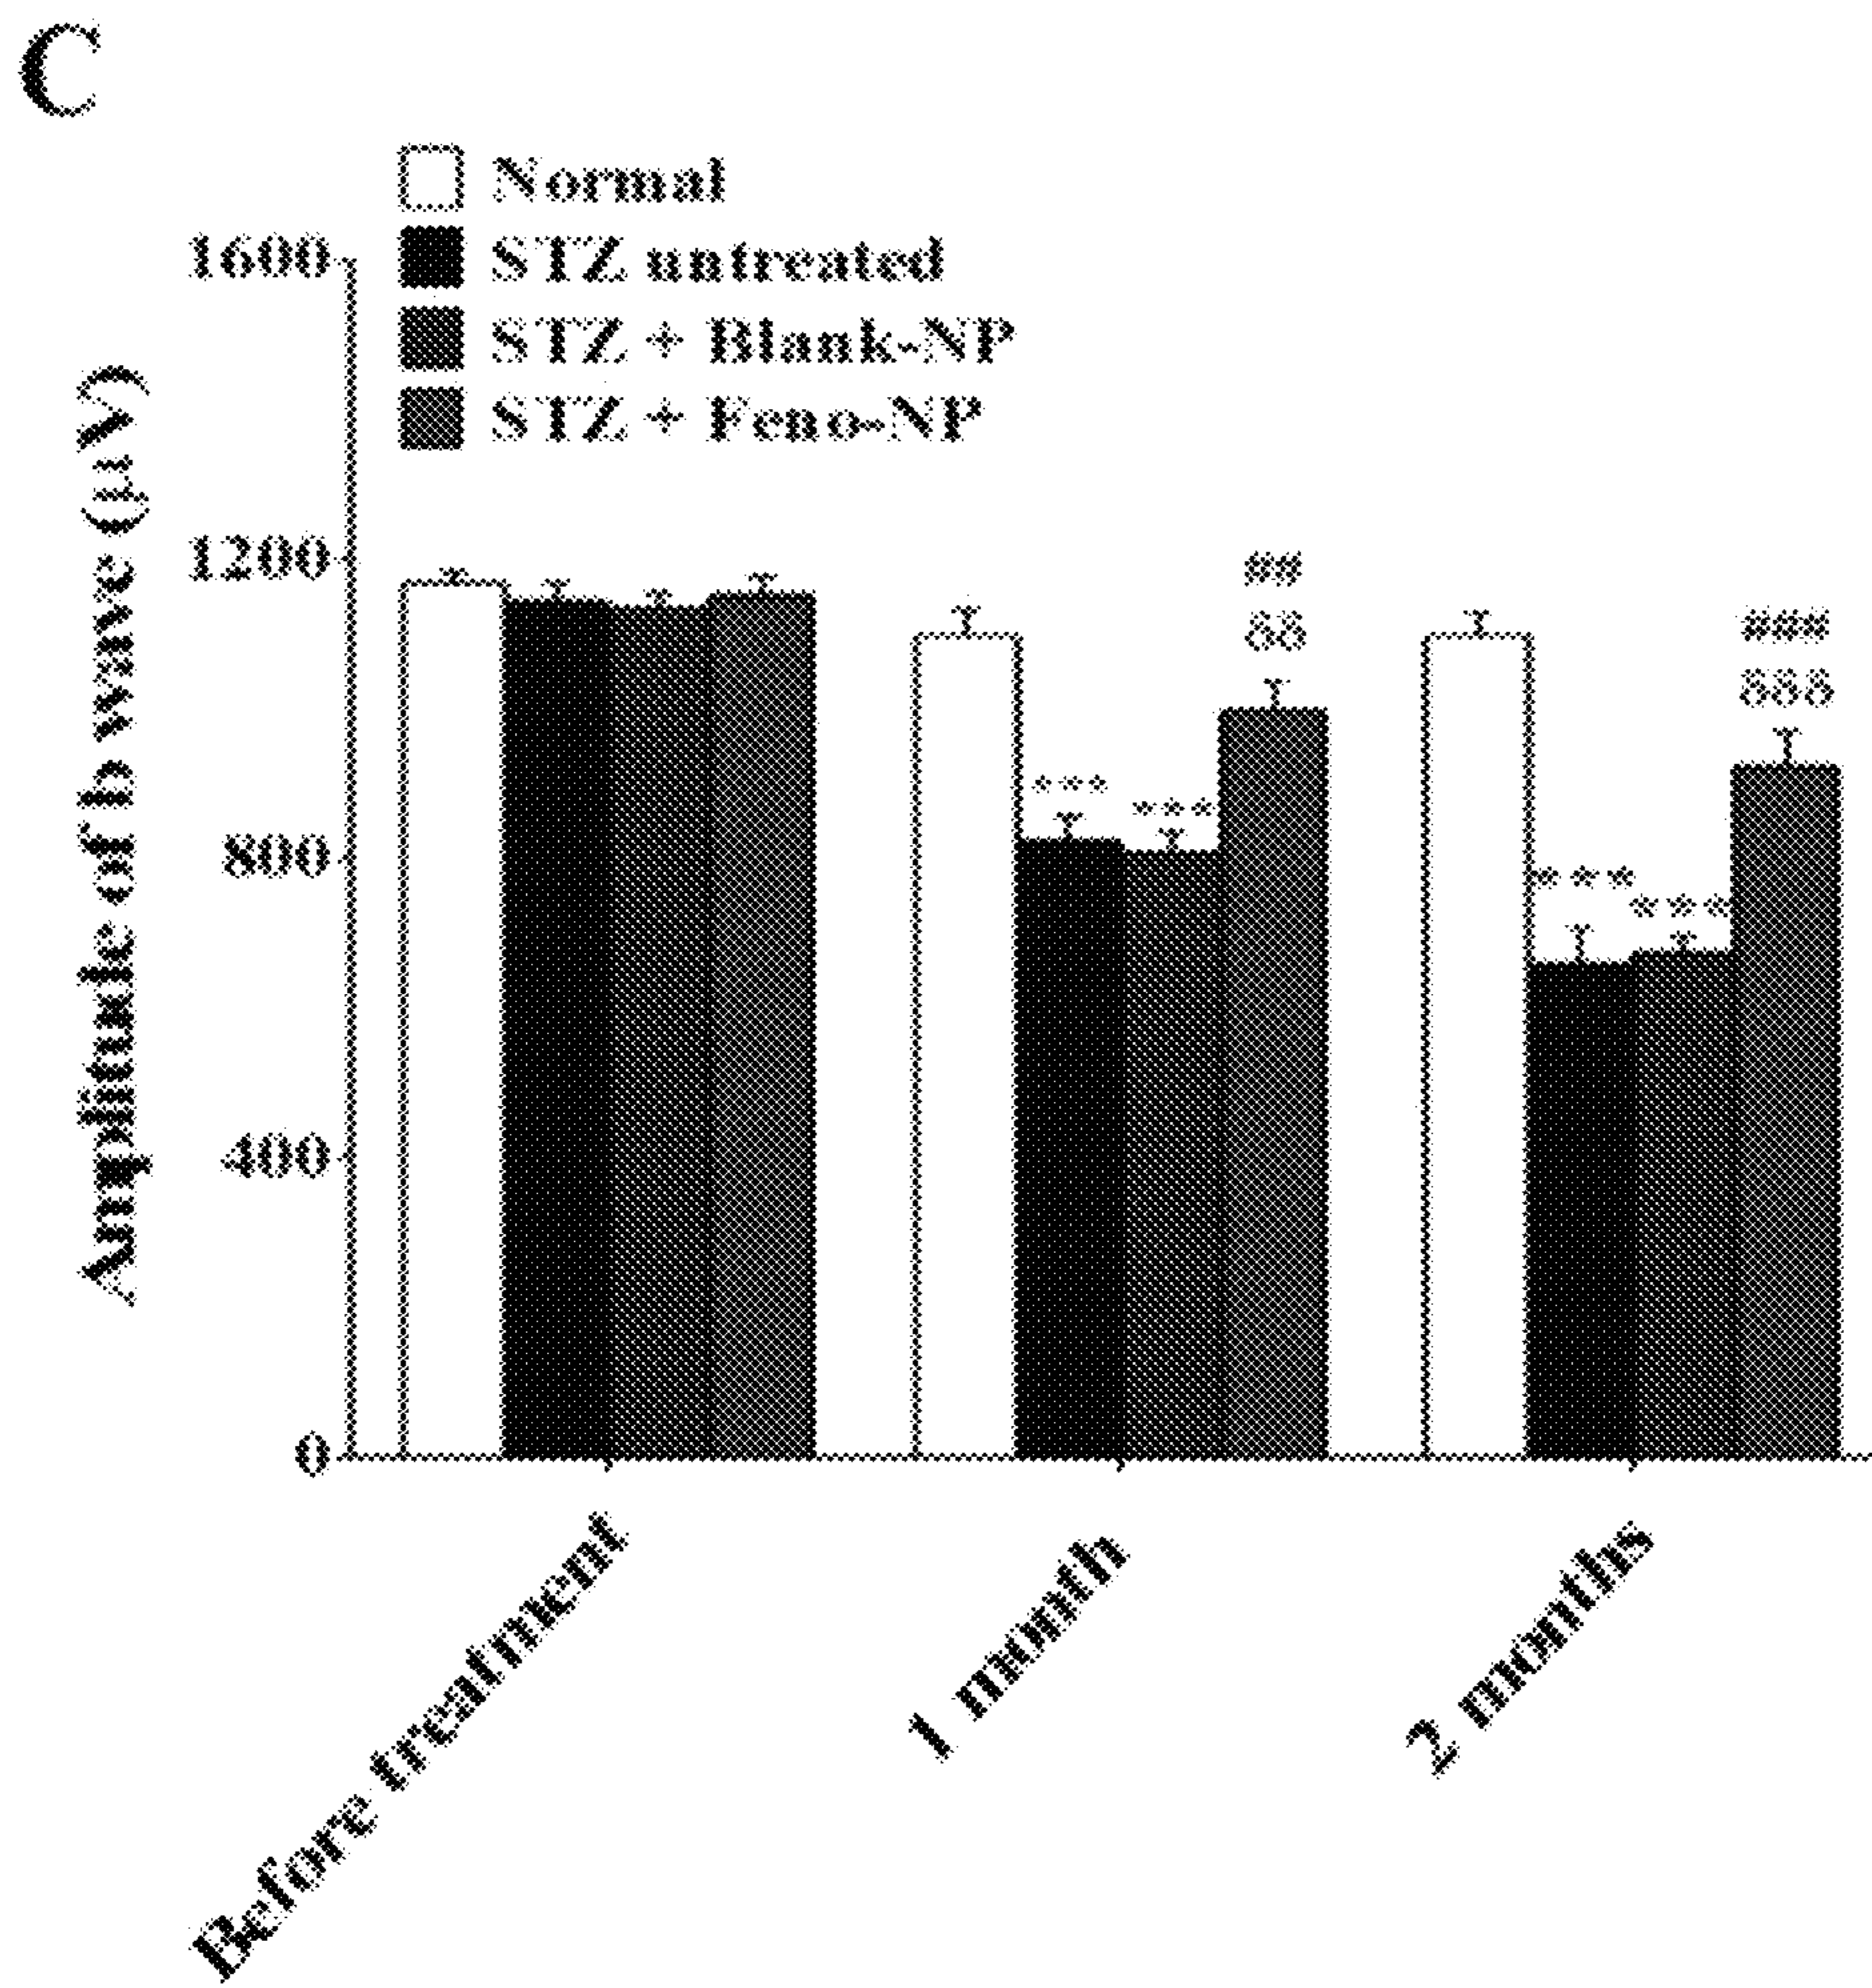 C
Normal
STZ untreated
STZ + Blank-NP
STZ + Feno-NP
Amplitude of b wave (μV)
1600
1200
800
400
0
***
***
##
&&
***
***
###
&&&
Before treatment
1 month
2 months